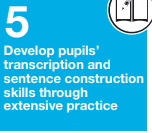 5
Develop pupils'
transcription and
sentence construction
skills through
extensive practice